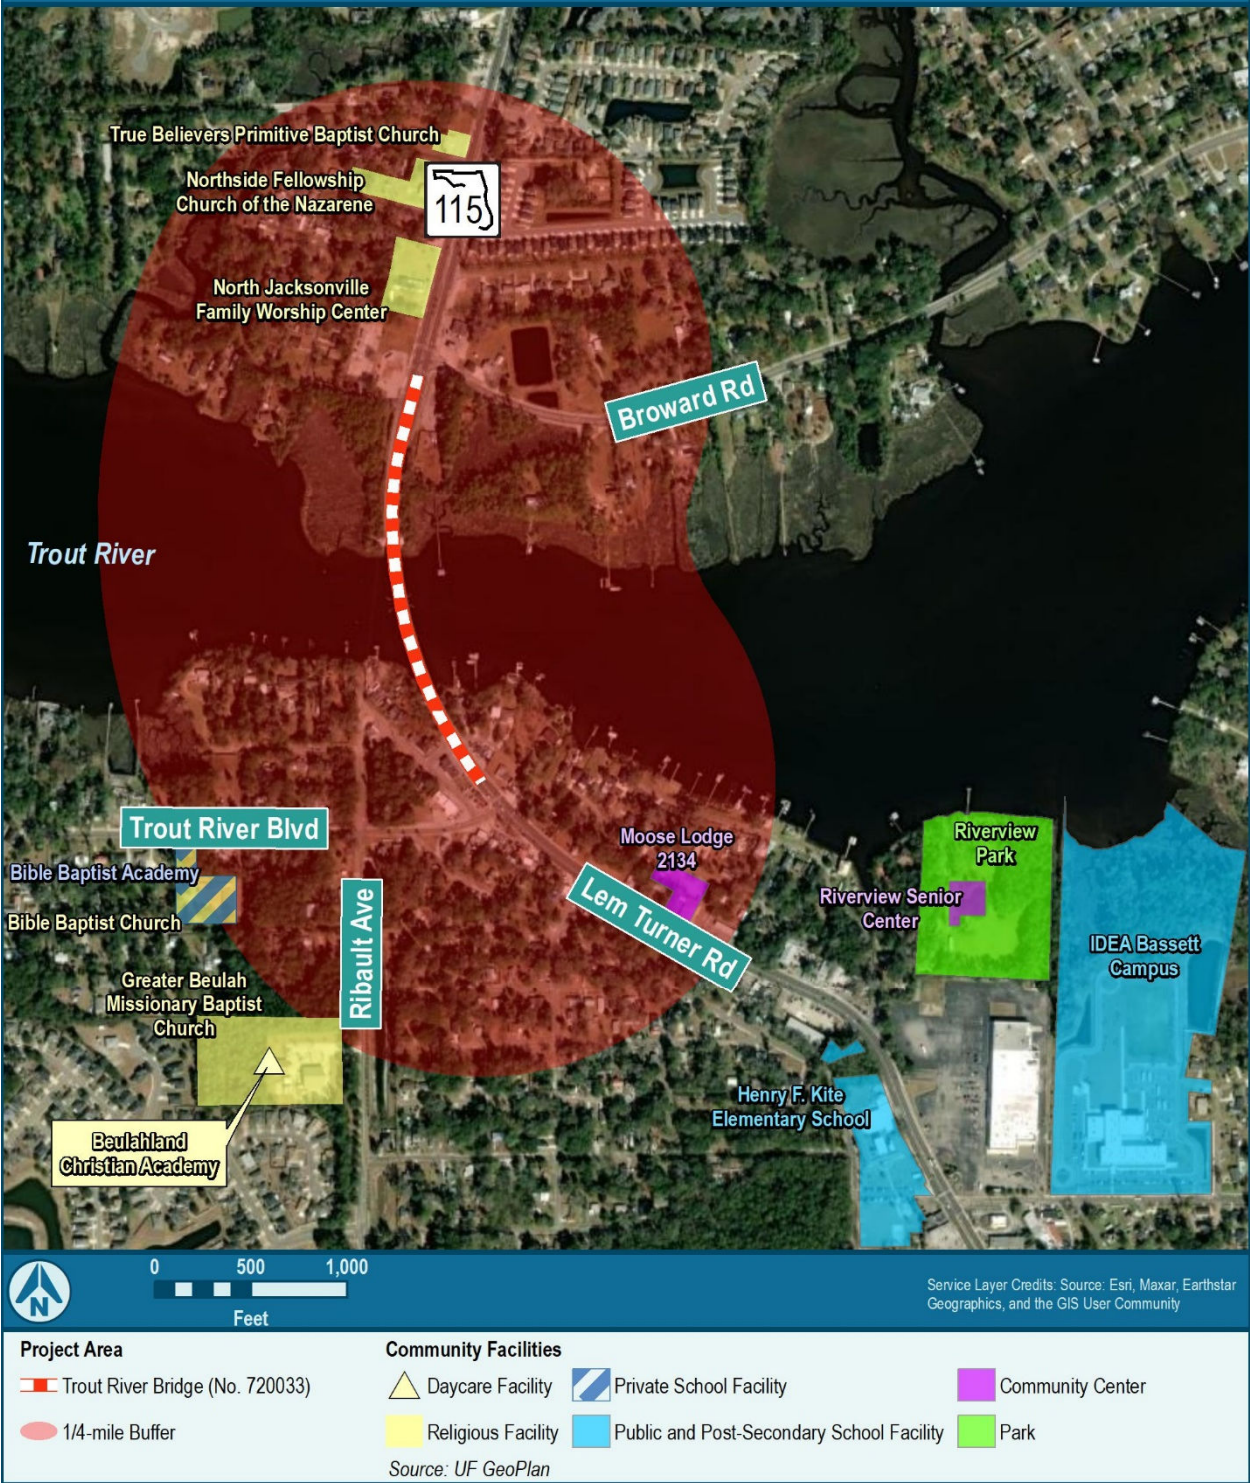 True Believers Primitive Baptist Church
Northside Fellowship
Church of the Nazarene
115
North Jacksonville
Family Worship Center
Broward Rd
Trout River
Trout River Blvd
Moose Lodge
2134
Riverview
Park
Bible Baptist Academy
Lem Turner Rd
Riverview Senior
Center
Bible Baptist Church
Ribault Ave
IDEA Bassett
Campus
Greater Beulah
Missionary Baptist
Church
Henry F. Kite
Elementary School
Beulahland
Christian Academy
N
0 500 1,000
Feet
Service Layer Credits: Source: Esri, Maxar, Earthstar
Geographics, and the GIS User Community
Project Area
Trout River Bridge (No. 720033)
1/4-mile Buffer
Community Facilities
Daycare Facility
Private School Facility
Community Center
Religious Facility
Public and Post-Secondary School Facility
Park
Source: UF GeoPlan